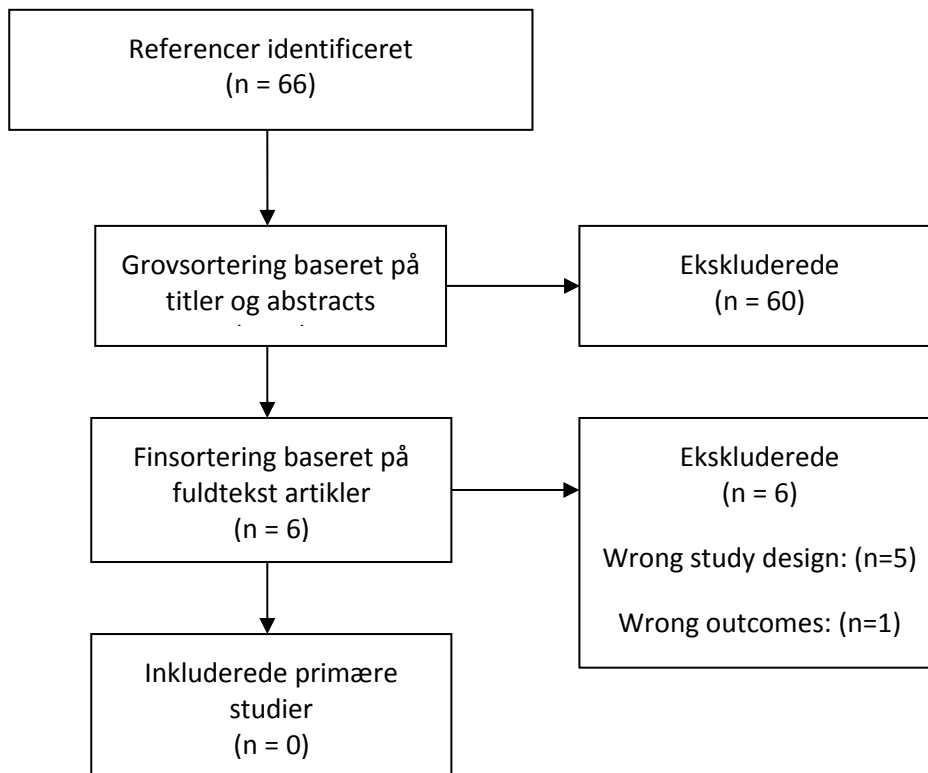 Referencer identificeret
(n = 66)
Grovsortering baseret på
titler og abstracts
Ekskluderede
(n = 60)
Finsortering baseret på
fuldtekst artikler
(n = 6)
Ekskluderede
(n = 6)
Wrong study design: (n=5)
Wrong outcomes: (n=1)
Inkluderede primære
studier
(n = 0)